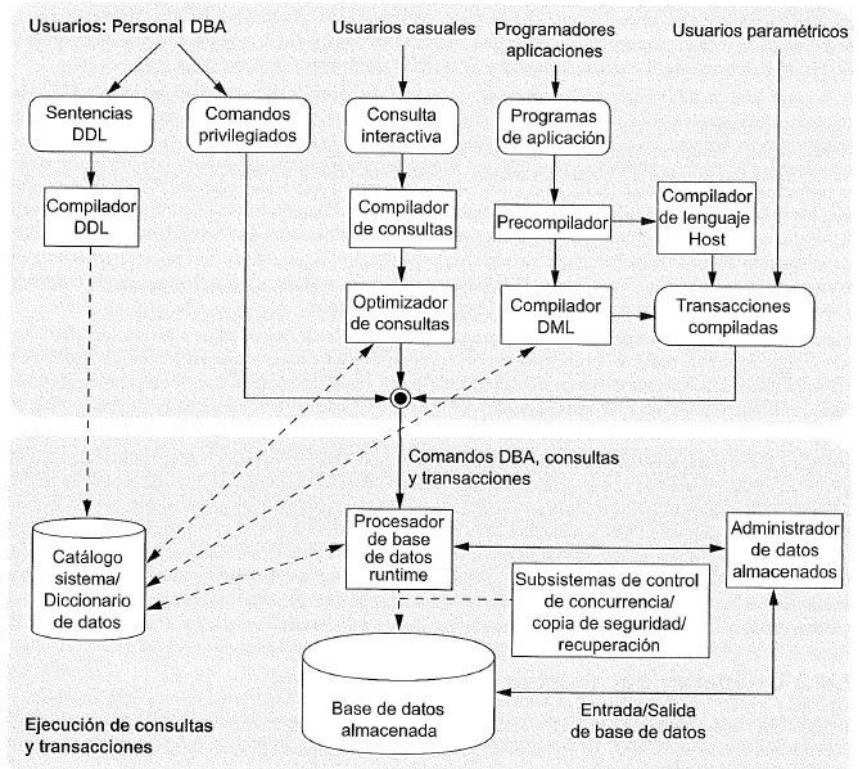 Usuarios: Personal DBA
Usuarios casuales
Programadores
aplicaciones
Usuarios paramétricos
Sentencias
DDL
Comandos
privilegiados
Consulta
interactiva
Programas
de aplicación
Compilador
DDL
Compilador
de consultas
Precompilador
Compilador
de lenguaje
Host
Optimizador
de consultas
Compilador
DML
Transacciones
compiladas
Comandos DBA, consultas
y transacciones
Catálogo
sistema/
Diccionario
de datos
Procesador
de base
de datos
runtime
Administrador
de datos
almacenados
Subsistemas de control
de concurrencia/
copia de seguridad/
recuperación
Base de datos
almacenada
Entrada/Salida
de base de datos
Ejecución de consultas
y transacciones